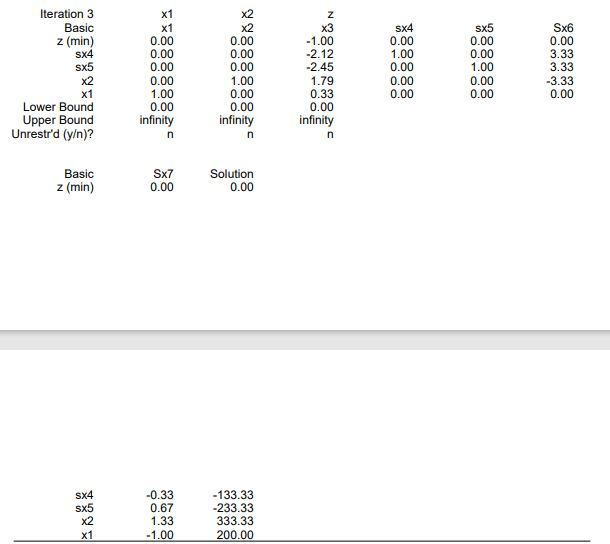 Iteration 3 x1 x2 z
Basic x1 x2 x3 sx4 sx5 Sx6
z (min) 0.00 0.00 -1.00 0.00 0.00 0.00
sx4 0.00 0.00 -2.12 1.00 0.00 3.33
sx5 0.00 0.00 -2.45 0.00 1.00 3.33
x2 0.00 1.00 1.79 0.00 0.00 -3.33
x1 1.00 0.00 0.33 0.00 0.00 0.00
Lower Bound 0.00 0.00 0.00
Upper Bound infinity infinity infinity
Unrestr'd (y/n)? n n n
Basic Sx7 Solution
z (min) 0.00 0.00
sx4 -0.33 -133.33
sx5 0.67 -233.33
x2 1.33 333.33
x1 -1.00 200.00